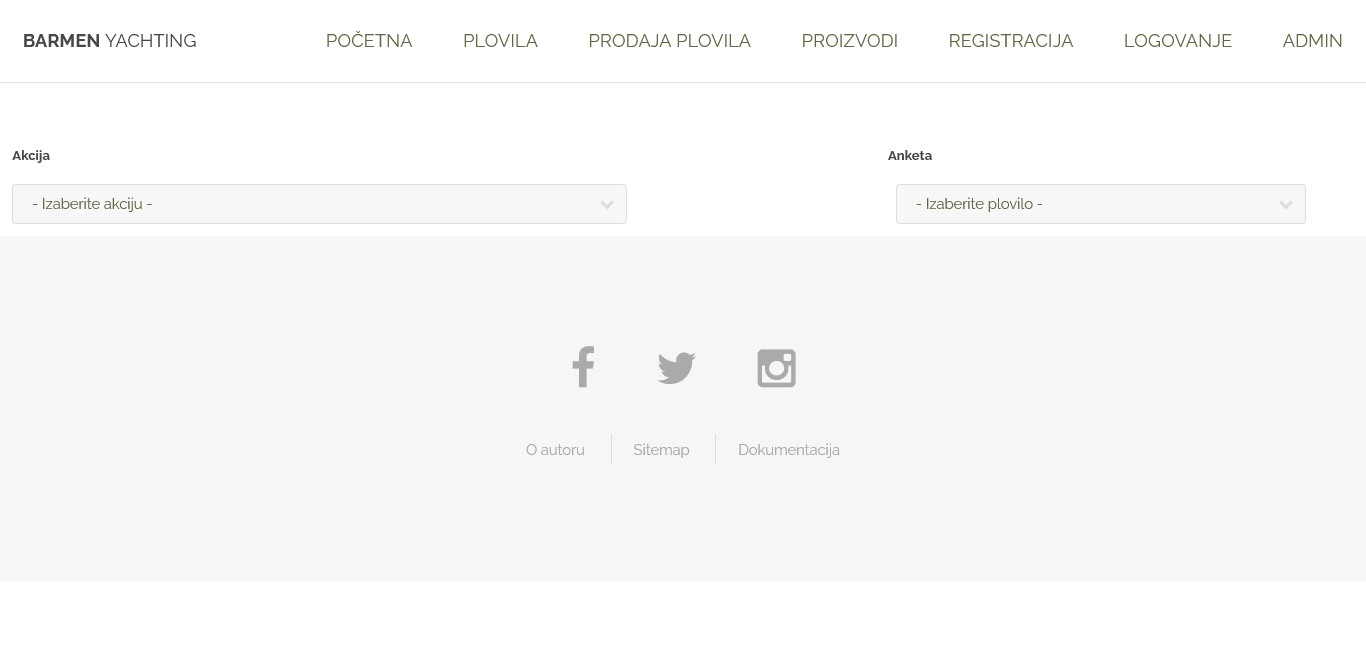 BARMEN YACHTING POČETNA PLOVILA PRODAJA PLOVILA PROIZVODI REGISTRACIJA LOGOVANJE ADMIN
Akcija Anketa
- Izaberite akciju - - Izaberite plovilo -
O autoru Sitemap Dokumentacija